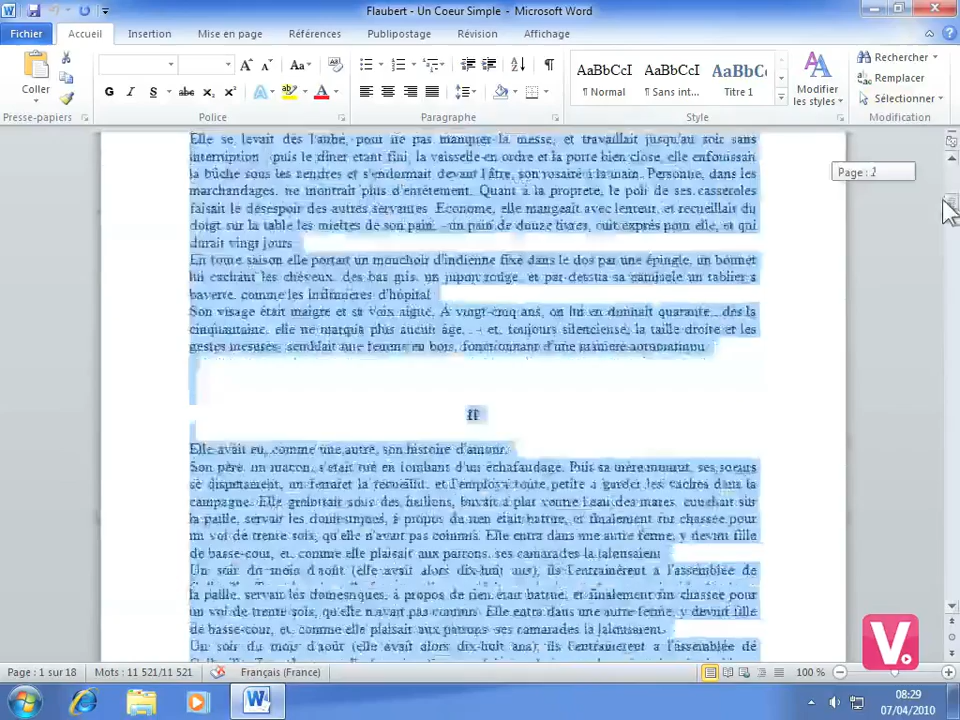 Flaubert - Un Coeur Simple - Microsoft Word
Fichier Accueil Insertion Mise en page Références Publipostage Révision Affichage
Coller
AaBbCcI AaBbCcI AaBbC
¶ Normal ¶ Sans int... Titre 1
Modifier les styles
Rechercher
Remplacer
Sélectionner
Presse-papiers Police Paragraphe Style Modification
Elle se levait dès l'aube, pour ne pas manquer la messe, et travaillait jusqu'au soir sans
interruption puis le dîner étant fini, la vaisselle en ordre et la porte bien close, elle enfouissait
la bûche sous les cendres et s'endormait devant l'âtre, son rosaire à la main. Personne, dans les
marchandages, ne montrait plus d'entêtement. Quant à la propreté, le poli de ses casseroles
faisait le désespoir des autres servantes. Econome, elle mangeait avec lenteur, et recueillait du
doigt sur la table les miettes de son pain, - un pain de douze livres, cuit exprès pour elle, et qui
durait vingt jours
En toute saison elle portait un mouchoir d'indienne fixé dans le dos par une épingle, un bonnet
lui cachant les cheveux, des bas gris, un jupon rouge, et par-dessus sa camisole un tablier à
bavette, comme les infirmières d'hôpital
Son visage était maigre et sa voix aiguë. A vingt-cinq ans, on lui en donnait quarante. dès la
cinquantaine, elle ne marqua plus aucun âge, - et, toujours silencieuse, la taille droite et les
gestes mesurés, semblait une femme en bois, fonctionnant d'une manière automatique
II
Elle avait eu, comme une autre, son histoire d'amour.
Son père, un maçon, s'était tué en tombant d'un échafaudage. Puis sa mère mourut, ses soeurs
se dispersèrent, un fermier la recueillit, et l'employa toute petite à garder les vaches dans la
campagne. Elle grelottait sous des haillons, buvait à plat ventre l'eau des mares, couchait sur
la paille, servait les domestiques, à propos de rien était battue, et finalement fut chassée pour
un vol de trente sols, qu'elle n'avait pas commis. Elle entra dans une autre ferme, y devint fille
de basse-cour, et, comme elle plaisait aux patrons, ses camarades la jalousaient
Un soir du mois d'août (elle avait alors dix-huit ans), ils l'entraînèrent à l'assemblée de
la paille, servait les domestiques, à propos de rien était battue, et finalement fut chassée pour
un vol de trente sols, qu'elle n'avait pas commis. Elle entra dans une autre ferme, y devint fille
de basse-cour, et, comme elle plaisait aux patrons, ses camarades la jalousaient.
Un soir du mois d'août (elle avait alors dix-huit ans), ils l'entraînèrent à l'assemblée de
Page : 2
Page : 1 sur 18 Mots : 11 521/11 521 Français (France) 100 %
08:29
07/04/2010